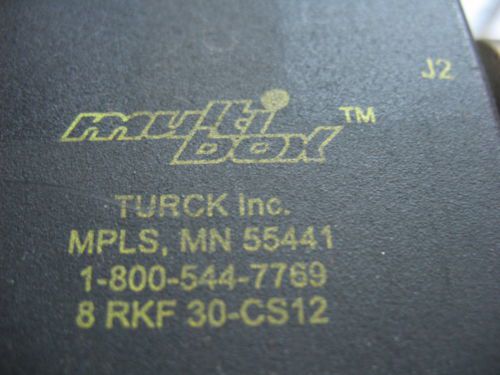 J2
multi
box™
TURCK Inc.
MPLS, MN 55441
1-800-544-7769
8 RKF 30-CS12